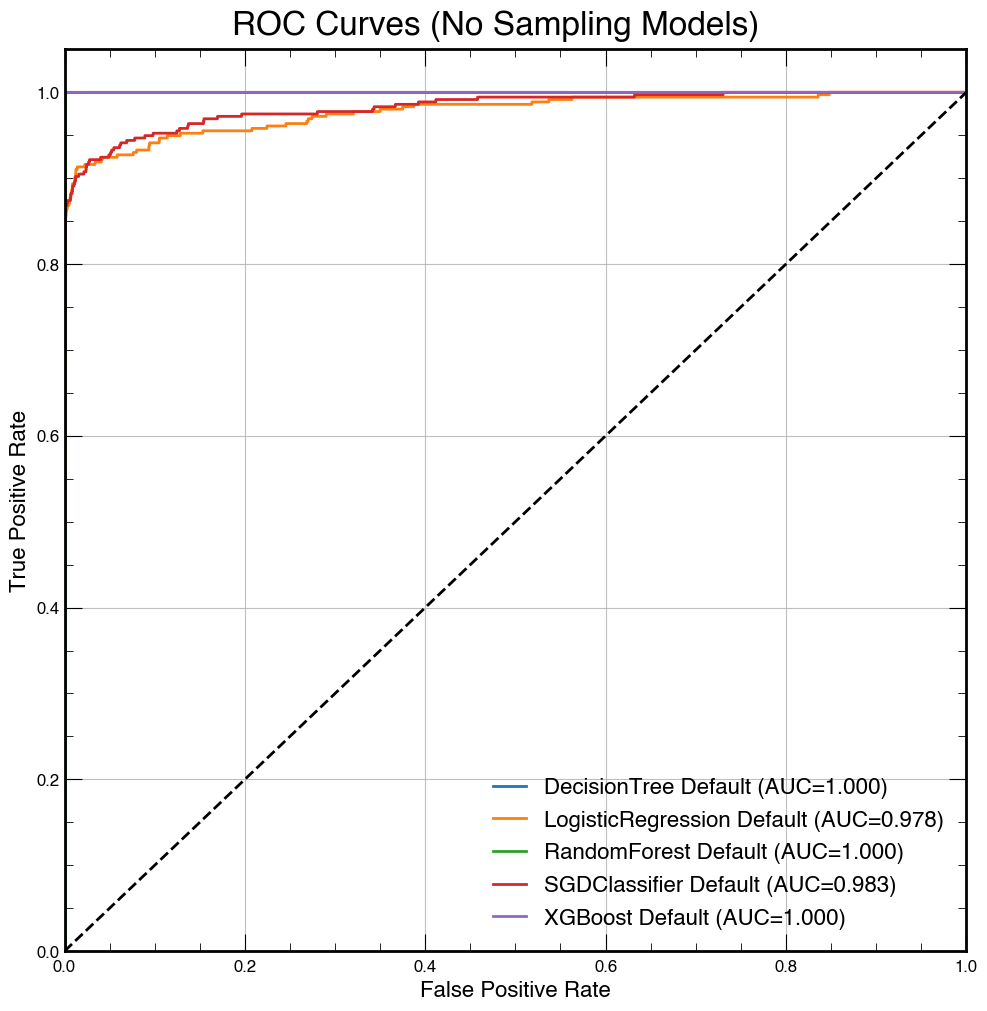 ROC Curves (No Sampling Models)
True Positive Rate
1.0
0.8
0.6
0.4
0.2
0.0
DecisionTree Default (AUC=1.000)
LogisticRegression Default (AUC=0.978)
RandomForest Default (AUC=1.000)
SGDClassifier Default (AUC=0.983)
XGBoost Default (AUC=1.000)
0.0 0.2 0.4 0.6 0.8 1.0
False Positive Rate